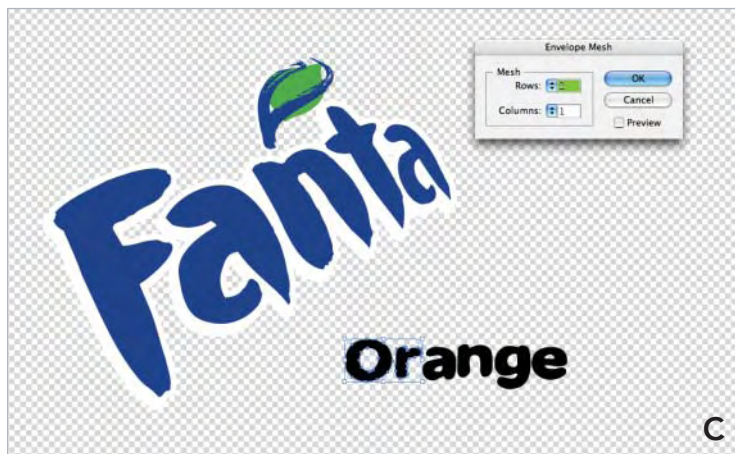 Envelope Mesh
Mesh
Rows:
OK
Columns: 1
Cancel
Preview
Fanta
Orange
C